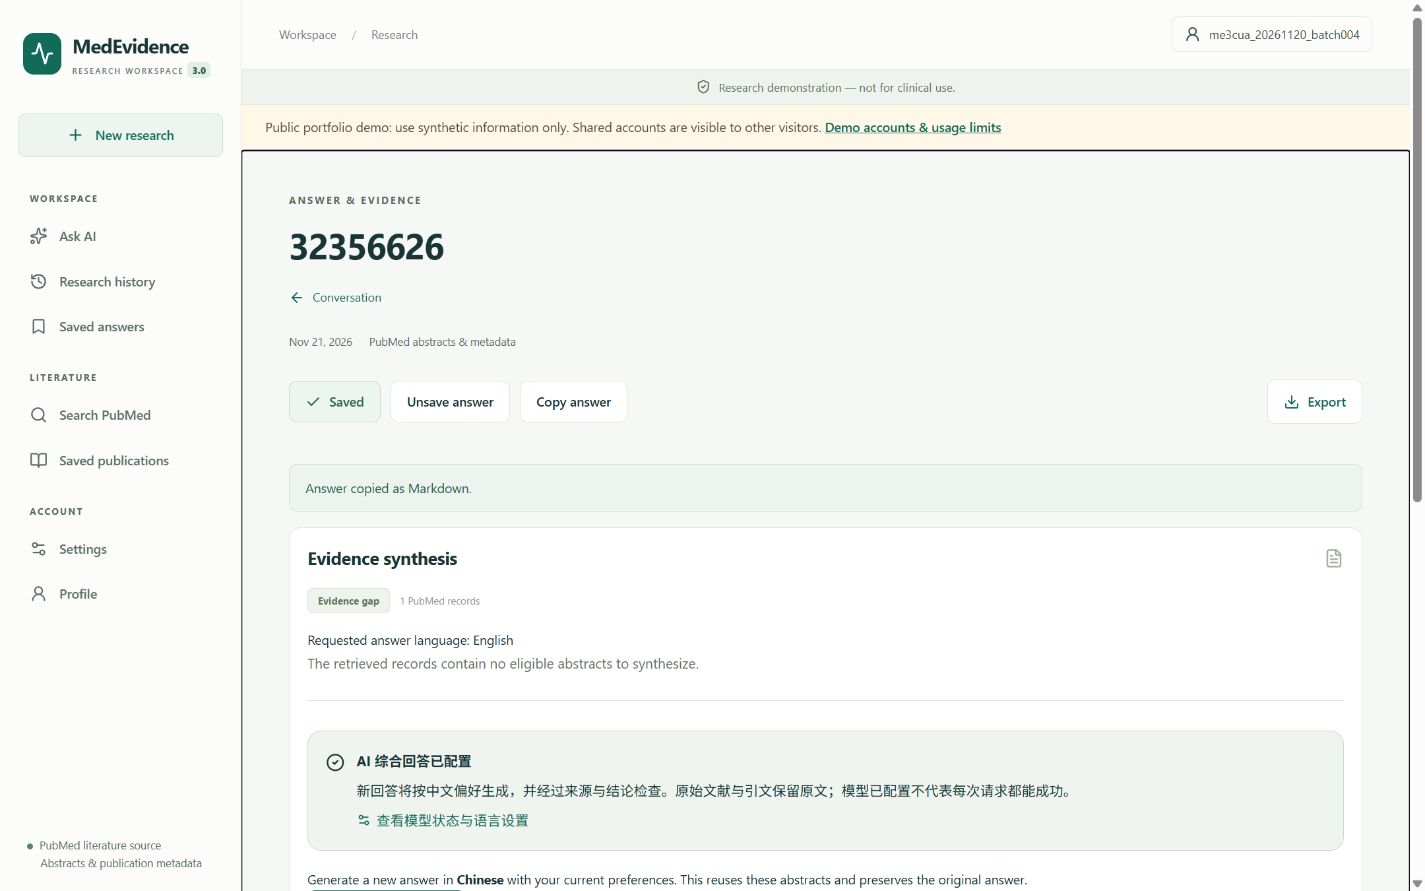 MedEvidence
RESEARCH WORKSPACE 3.0
New research
WORKSPACE
Ask AI
Research history
Saved answers
LITERATURE
Search PubMed
Saved publications
ACCOUNT
Settings
Profile
PubMed literature source
Abstracts & publication metadata
Workspace / Research
me3cua_20261120_batch004
Research demonstration — not for clinical use.
Public portfolio demo: use synthetic information only. Shared accounts are visible to other visitors. Demo accounts & usage limits
ANSWER & EVIDENCE
32356626
Conversation
Nov 21, 2026 PubMed abstracts & metadata
Saved Unsave answer Copy answer Export
Answer copied as Markdown.
Evidence synthesis
Evidence gap 1 PubMed records
Requested answer language: English
The retrieved records contain no eligible abstracts to synthesize.
AI 综合回答已配置
新回答将按中文偏好生成，并经过来源与结论检查。原始文献与引文保留原文；模型已配置不代表每次请求都能成功。
查看模型状态与语言设置
Generate a new answer in Chinese with your current preferences. This reuses these abstracts and preserves the original answer.